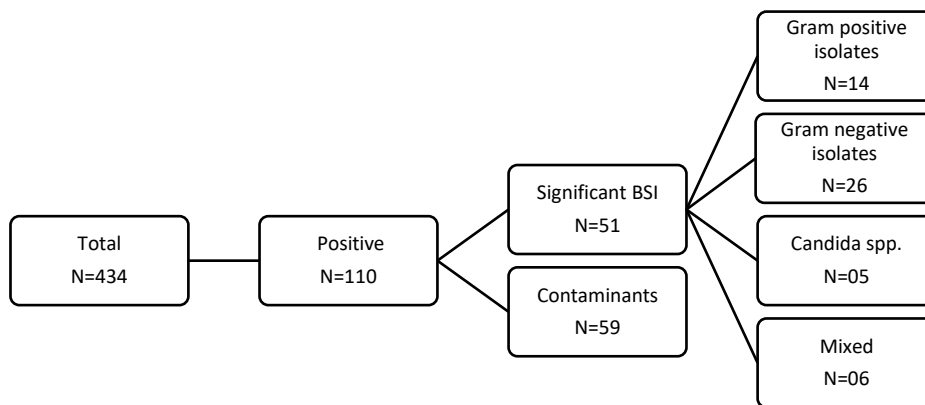 Total
N=434
Positive
N=110
Significant BSI
N=51
Contaminants
N=59
Gram positive
isolates
N=14
Gram negative
isolates
N=26
Candida spp.
N=05
Mixed
N=06